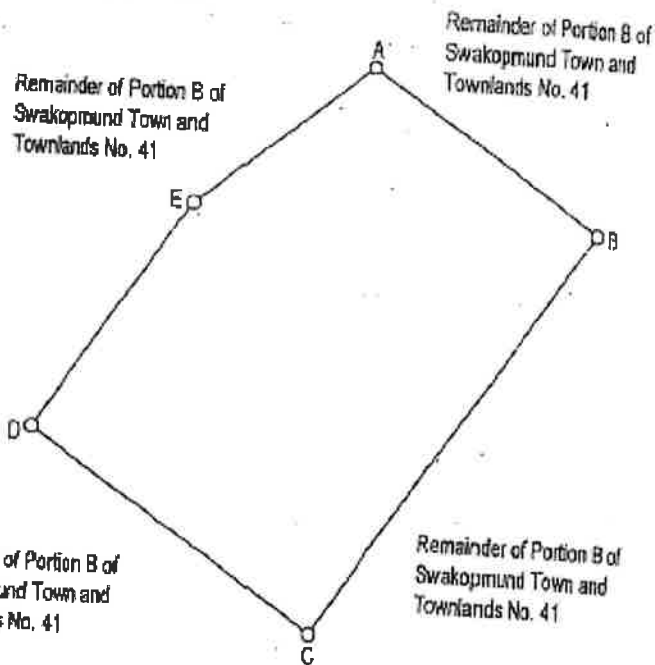 A
Remainder of Portion B of
Swakopmund Town and
Townlands No. 41
Remainder of Portion B of
Swakopmund Town and
Townlands No. 41
E
B
D
of Portion B of
und Town and
s No. 41
Remainder of Portion B of
Swakopmund Town and
Townlands No. 41
C